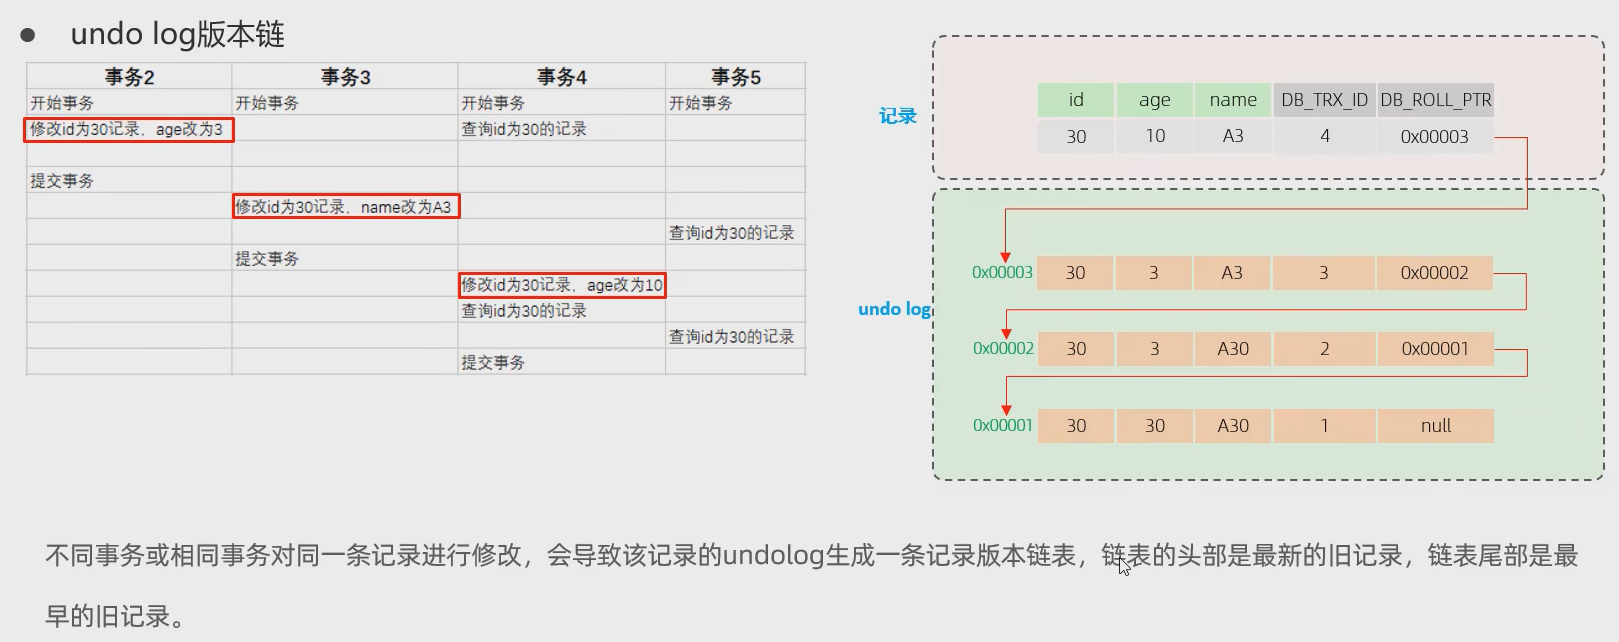 ● undo log版本链
事务2 事务3 事务4 事务5
开始事务 开始事务 开始事务 开始事务
修改id为30记录，age改为3 查询id为30的记录
提交事务
修改id为30记录，name改为A3
查询id为30的记录
提交事务
修改id为30记录，age改为10
查询id为30的记录
查询id为30的记录
提交事务
记录
id age name DB_TRX_ID DB_ROLL_PTR
30 10 A3 4 0x00003
undo log
0x00003 30 3 A3 3 0x00002
0x00002 30 3 A30 2 0x00001
0x00001 30 30 A30 1 null
不同事务或相同事务对同一条记录进行修改，会导致该记录的undolog生成一条记录版本链表，链表的头部是最新的旧记录，链表尾部是最
早的旧记录。